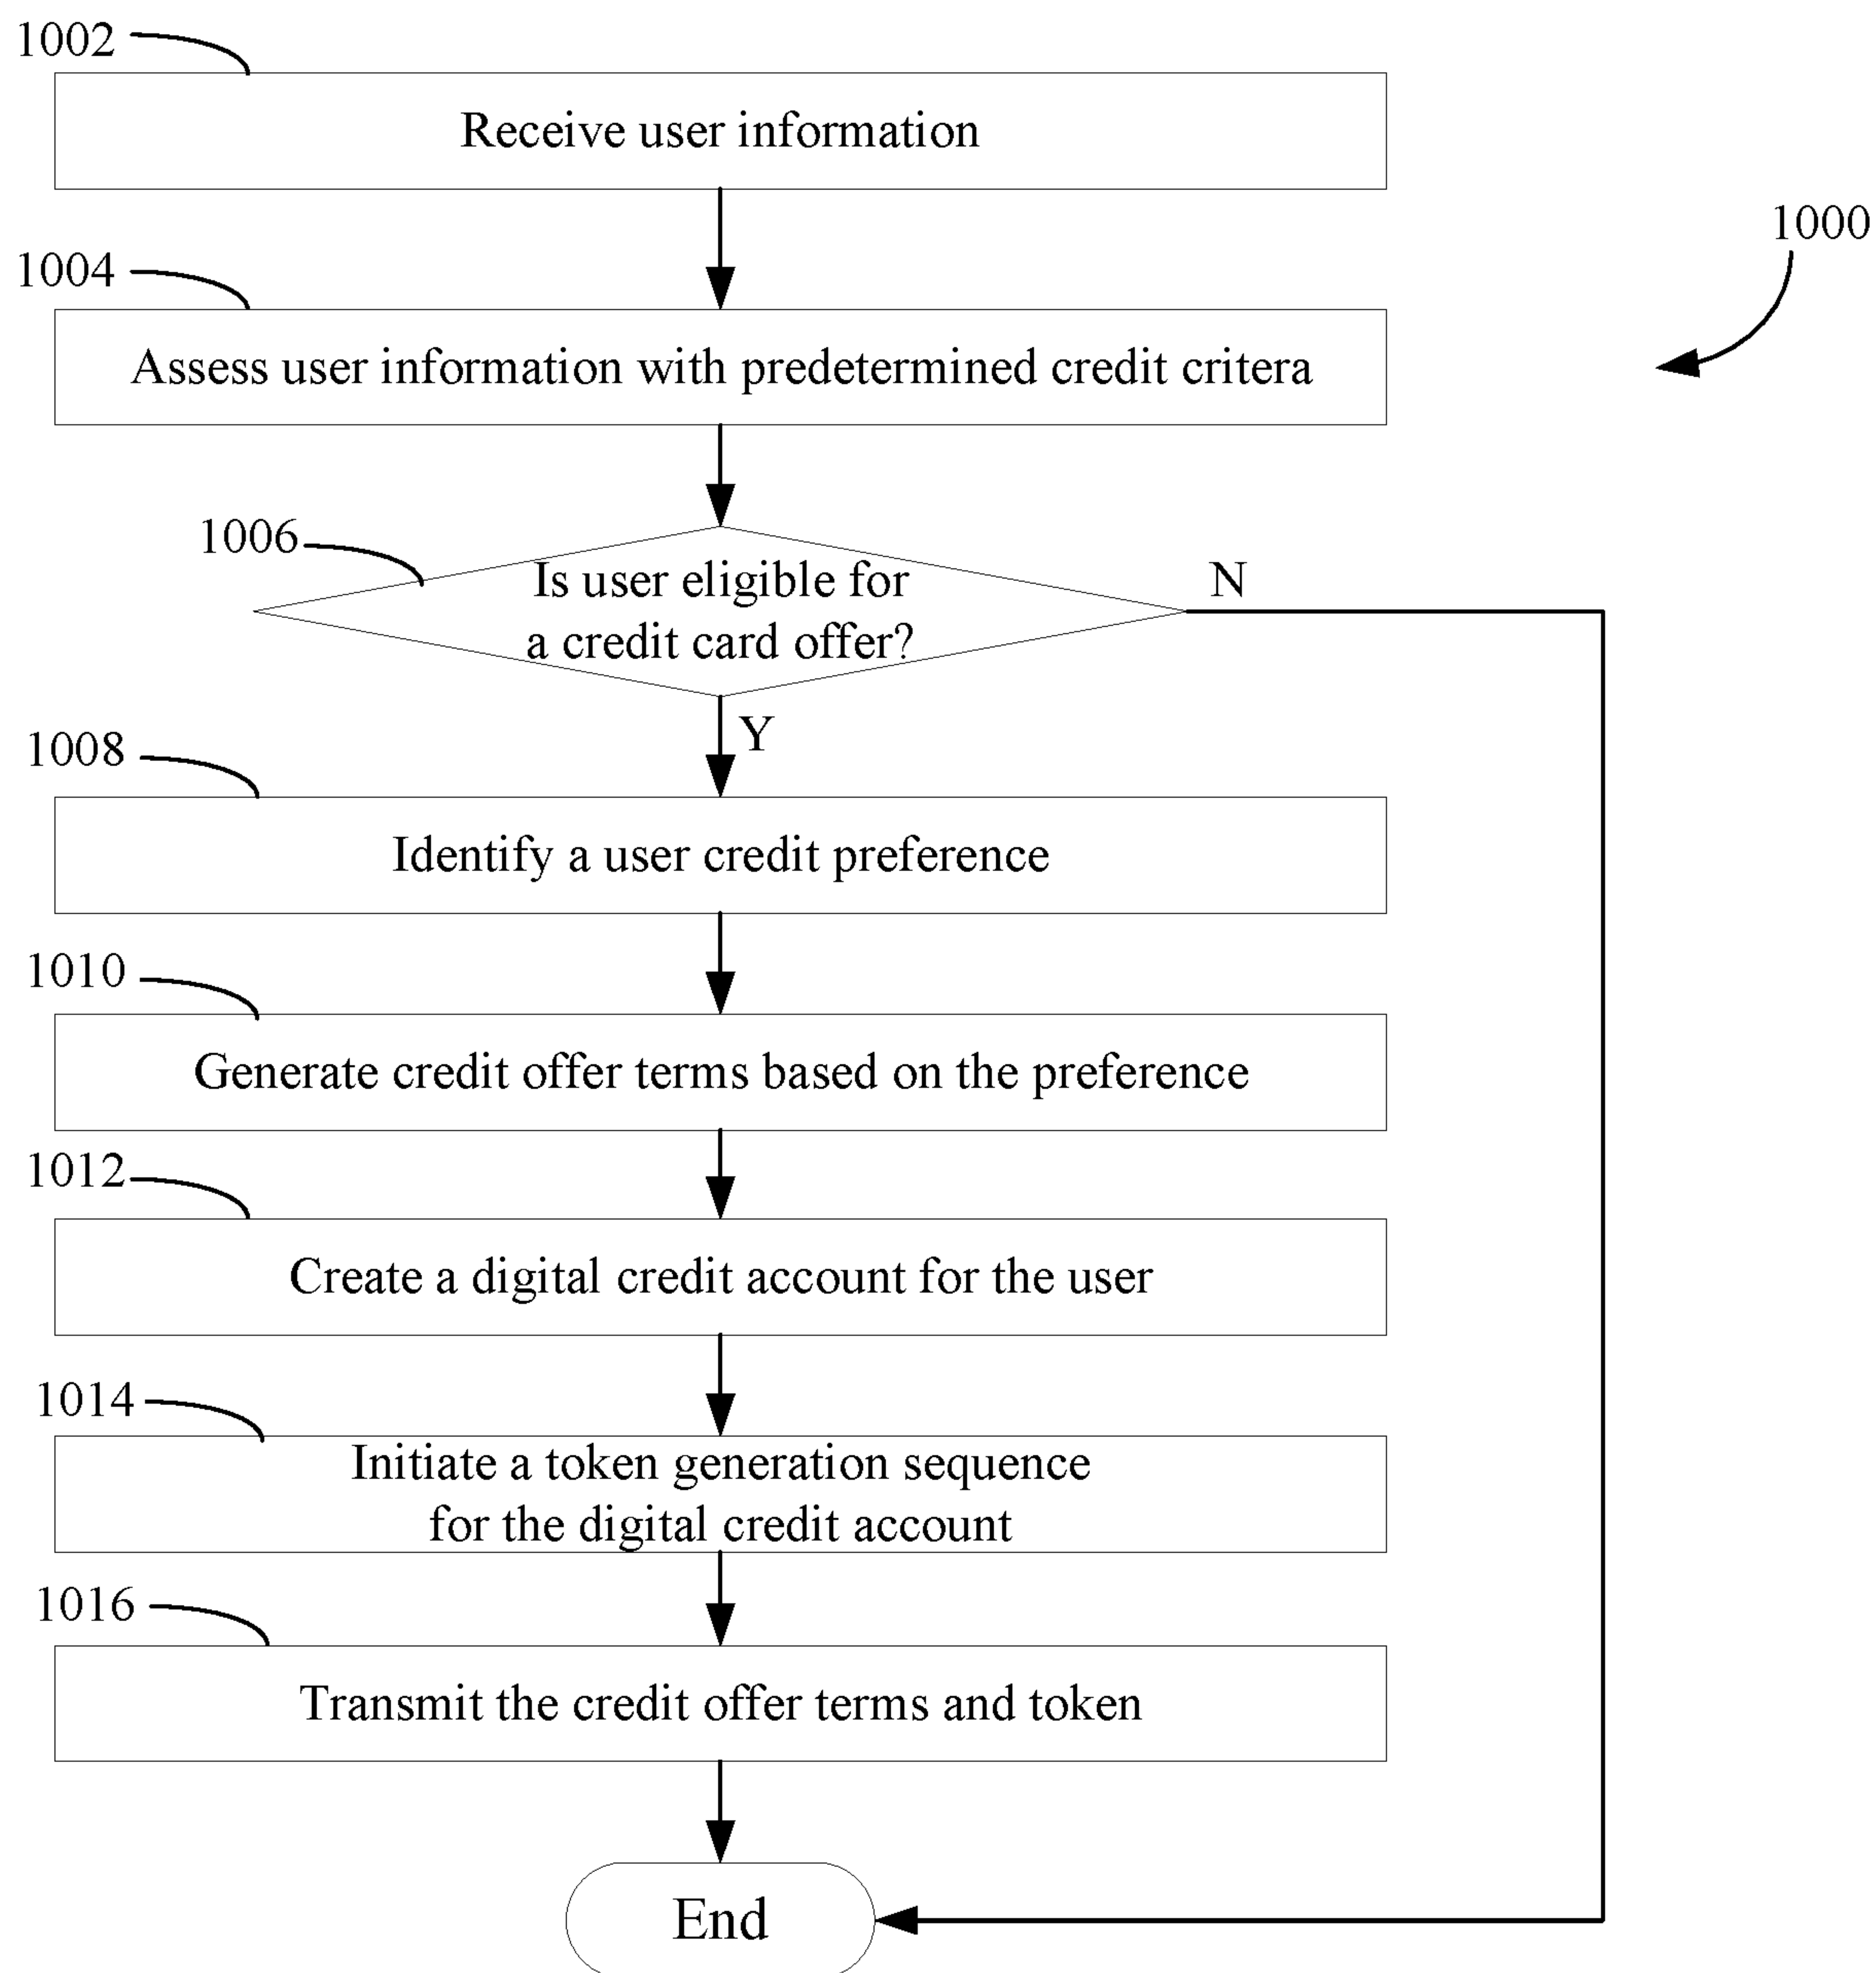 1002
Receive user information
1000
1004
Assess user information with predetermined credit critera
1006
Is user eligible for
a credit card offer?
N
Y
1008
Identify a user credit preference
1010
Generate credit offer terms based on the preference
1012
Create a digital credit account for the user
1014
Initiate a token generation sequence
for the digital credit account
1016
Transmit the credit offer terms and token
End